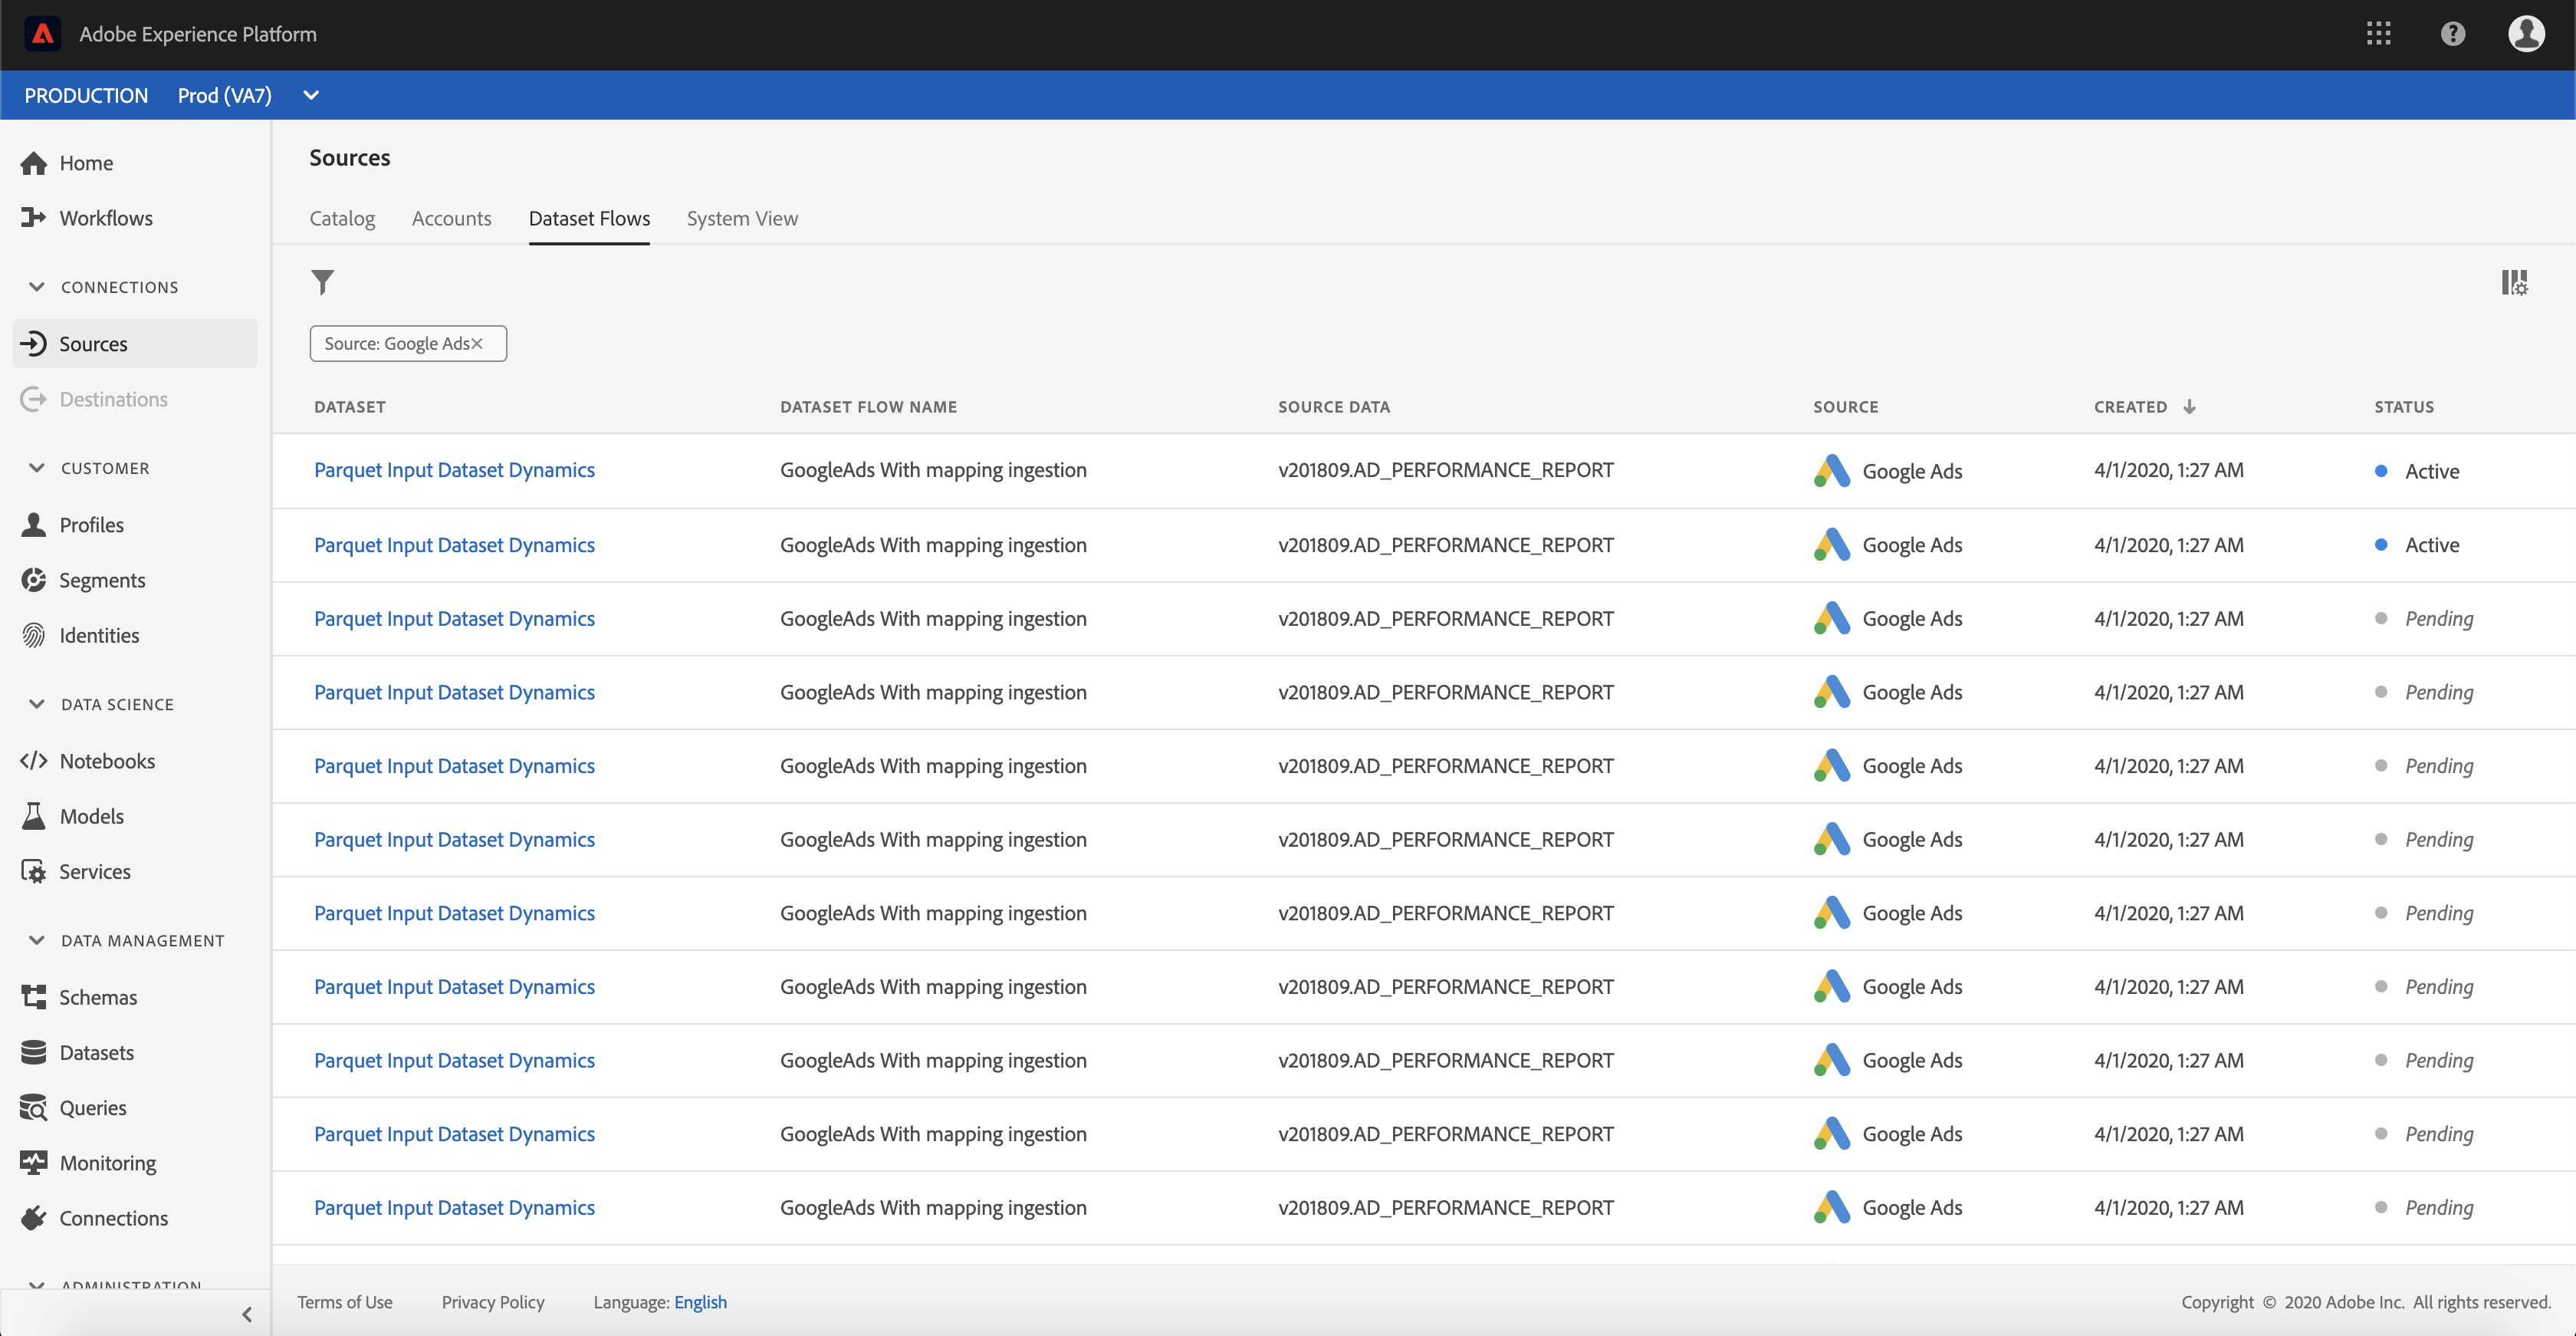 Adobe Experience Platform
PRODUCTION Prod (VA7)
Home
Workflows
CONNECTIONS
Sources
Destinations
CUSTOMER
Profiles
Segments
Identities
DATA SCIENCE
Notebooks
Models
Services
DATA MANAGEMENT
Schemas
Datasets
Queries
Monitoring
Connections
ADMINISTRATION
Sources
Catalog Accounts Dataset Flows System View
Source: Google Ads
DATASET DATASET FLOW NAME SOURCE DATA SOURCE CREATED STATUS
Parquet Input Dataset Dynamics GoogleAds With mapping ingestion v201809.AD_PERFORMANCE_REPORT Google Ads 4/1/2020, 1:27 AM Active
Parquet Input Dataset Dynamics GoogleAds With mapping ingestion v201809.AD_PERFORMANCE_REPORT Google Ads 4/1/2020, 1:27 AM Active
Parquet Input Dataset Dynamics GoogleAds With mapping ingestion v201809.AD_PERFORMANCE_REPORT Google Ads 4/1/2020, 1:27 AM Pending
Parquet Input Dataset Dynamics GoogleAds With mapping ingestion v201809.AD_PERFORMANCE_REPORT Google Ads 4/1/2020, 1:27 AM Pending
Parquet Input Dataset Dynamics GoogleAds With mapping ingestion v201809.AD_PERFORMANCE_REPORT Google Ads 4/1/2020, 1:27 AM Pending
Parquet Input Dataset Dynamics GoogleAds With mapping ingestion v201809.AD_PERFORMANCE_REPORT Google Ads 4/1/2020, 1:27 AM Pending
Parquet Input Dataset Dynamics GoogleAds With mapping ingestion v201809.AD_PERFORMANCE_REPORT Google Ads 4/1/2020, 1:27 AM Pending
Parquet Input Dataset Dynamics GoogleAds With mapping ingestion v201809.AD_PERFORMANCE_REPORT Google Ads 4/1/2020, 1:27 AM Pending
Parquet Input Dataset Dynamics GoogleAds With mapping ingestion v201809.AD_PERFORMANCE_REPORT Google Ads 4/1/2020, 1:27 AM Pending
Parquet Input Dataset Dynamics GoogleAds With mapping ingestion v201809.AD_PERFORMANCE_REPORT Google Ads 4/1/2020, 1:27 AM Pending
Parquet Input Dataset Dynamics GoogleAds With mapping ingestion v201809.AD_PERFORMANCE_REPORT Google Ads 4/1/2020, 1:27 AM Pending
Terms of Use Privacy Policy Language: English Copyright © 2020 Adobe Inc. All rights reserved.